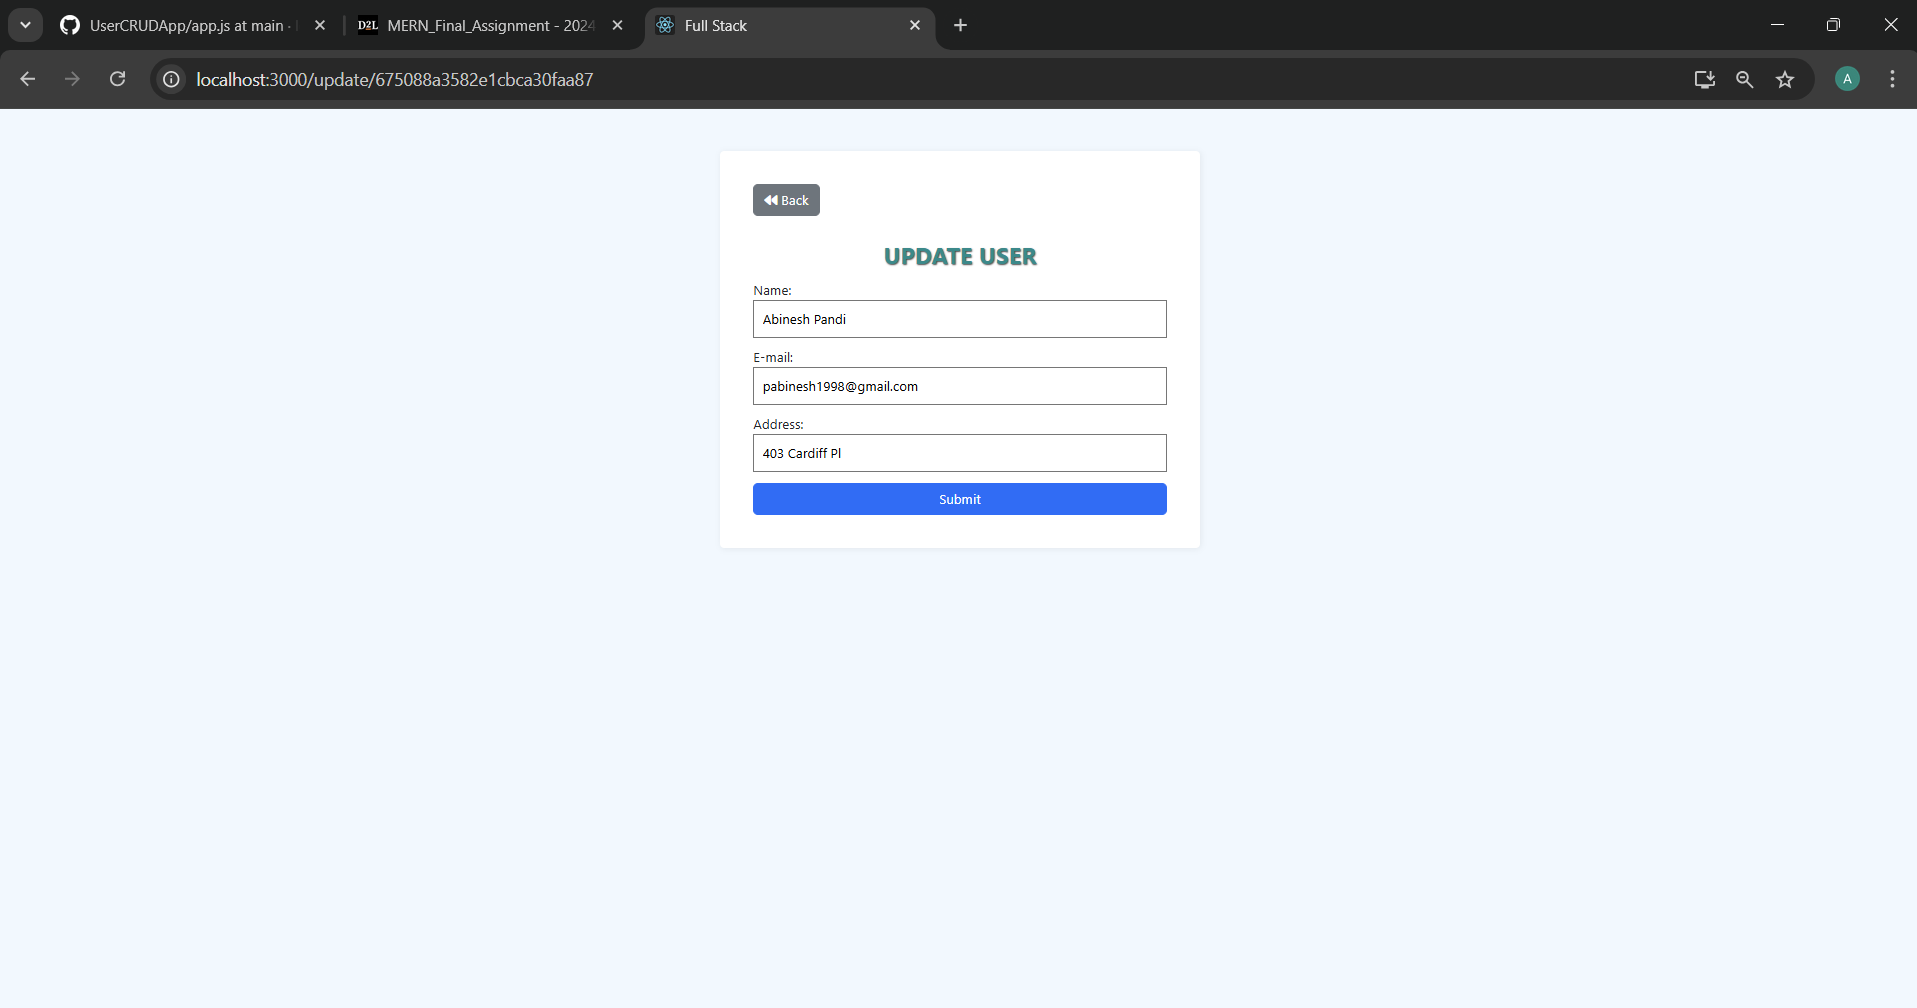 UserCRUDApp/app.js at main ·
D2L MERN_Final_Assignment - 2024
Full Stack
localhost:3000/update/675088a3582e1cbca30faa87
A
Back
UPDATE USER
Name:
Abinesh Pandi
E-mail:
pabinesh1998@gmail.com
Address:
403 Cardiff Pl
Submit